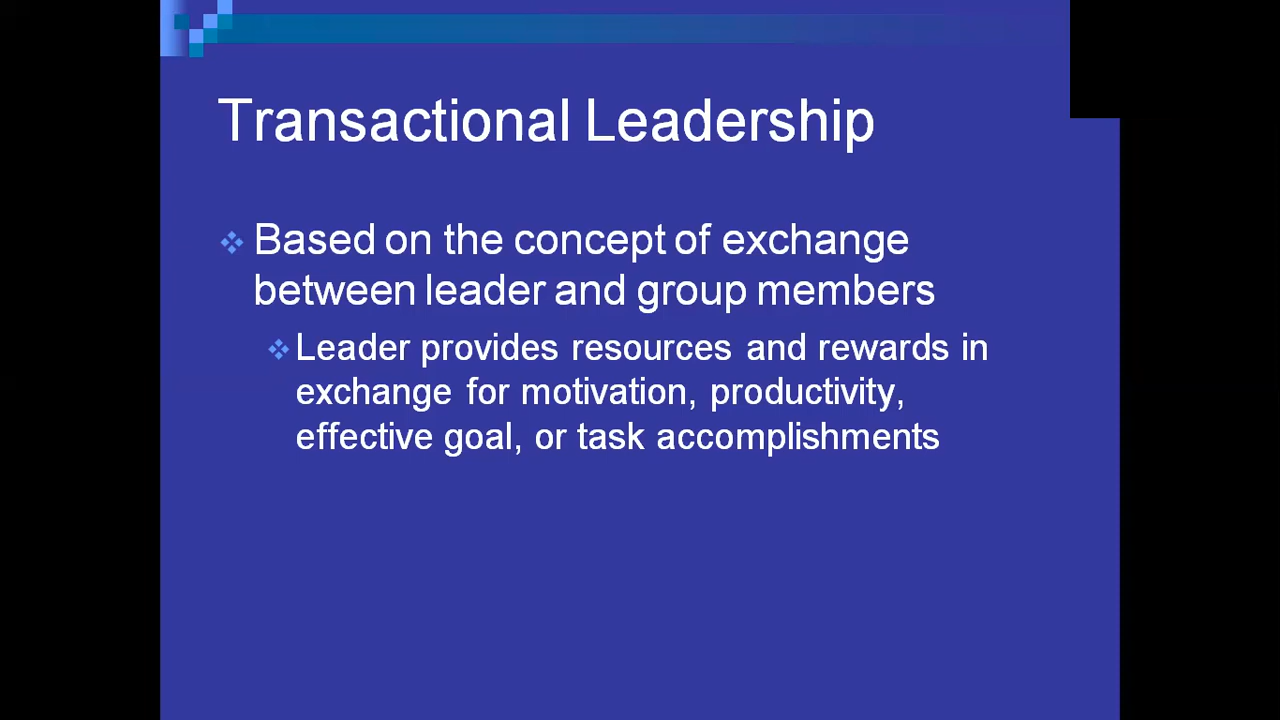 Transactional Leadership
Based on the concept of exchange
between leader and group members
Leader provides resources and rewards in
exchange for motivation, productivity,
effective goal, or task accomplishments